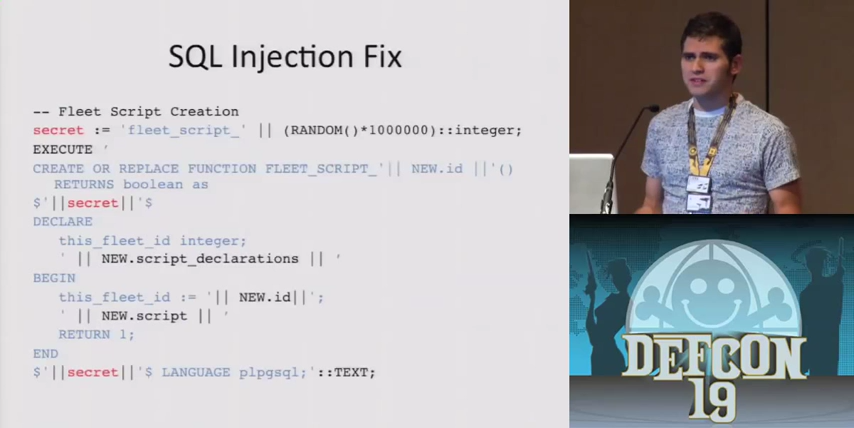 SQL Injection Fix
-- Fleet Script Creation
secret := 'fleet_script_' || (RANDOM()*1000000)::integer;
EXECUTE '
CREATE OR REPLACE FUNCTION FLEET_SCRIPT_'|| NEW.id ||'()
RETURNS boolean as
$'||secret||'$
DECLARE
this_fleet_id integer;
' || NEW.script_declarations || '
BEGIN
this_fleet_id := '|| NEW.id||';
' || NEW.script || '
RETURN 1;
END
$'||secret||'$ LANGUAGE plpgsql;'::TEXT;
DEFCON
19